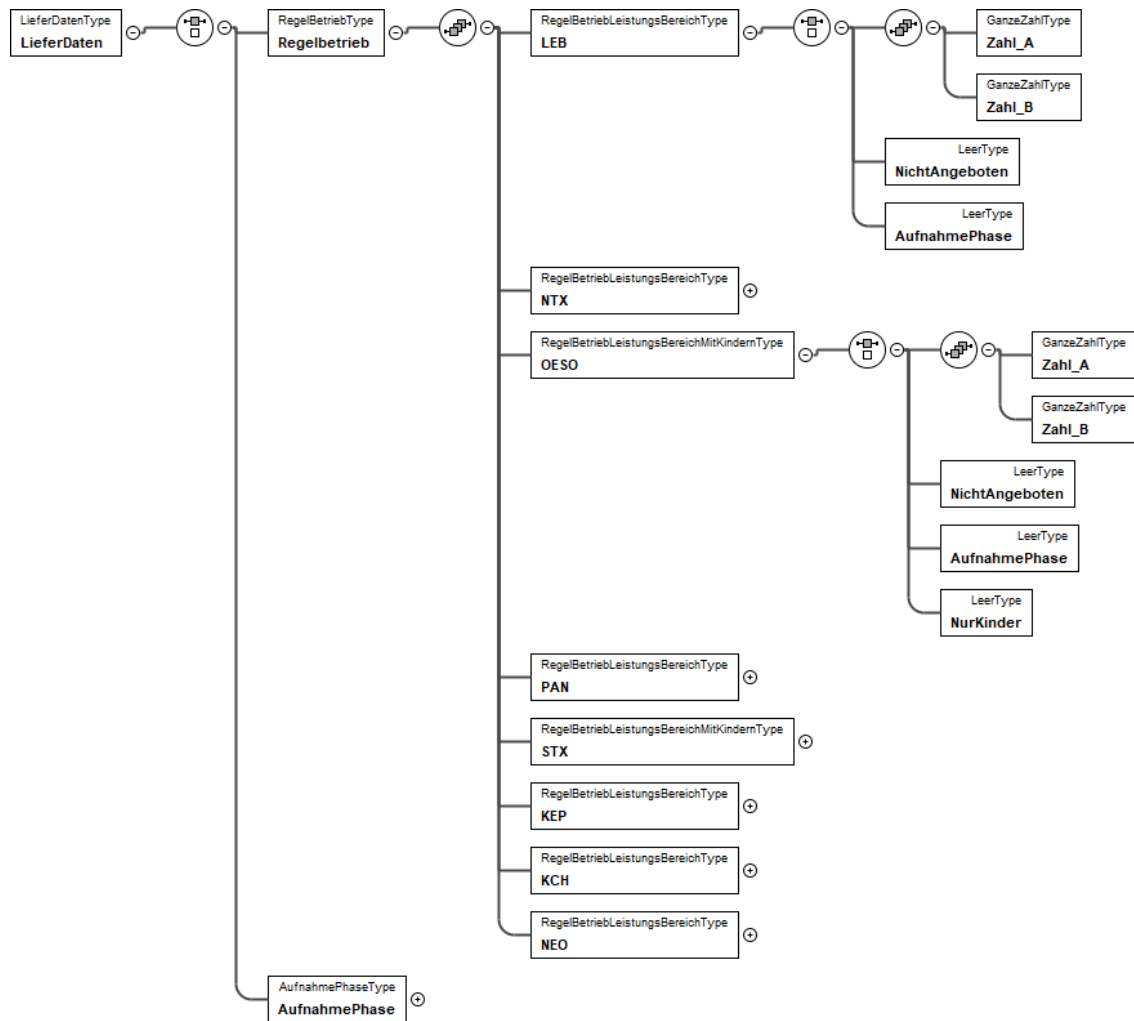 LieferDatenType
LieferDaten
RegelBetriebType
Regelbetrieb
RegelBetriebLeistungsBereichType
LEB
GanzeZahlType
Zahl_A
GanzeZahlType
Zahl_B
LeerType
NichtAngeboten
LeerType
AufnahmePhase
RegelBetriebLeistungsBereichType
NTX
RegelBetriebLeistungsBereichMitKindernType
OESO
GanzeZahlType
Zahl_A
GanzeZahlType
Zahl_B
LeerType
NichtAngeboten
LeerType
AufnahmePhase
LeerType
NurKinder
RegelBetriebLeistungsBereichType
PAN
RegelBetriebLeistungsBereichMitKindernType
STX
RegelBetriebLeistungsBereichType
KEP
RegelBetriebLeistungsBereichType
KCH
RegelBetriebLeistungsBereichType
NEO
AufnahmePhaseType
AufnahmePhase